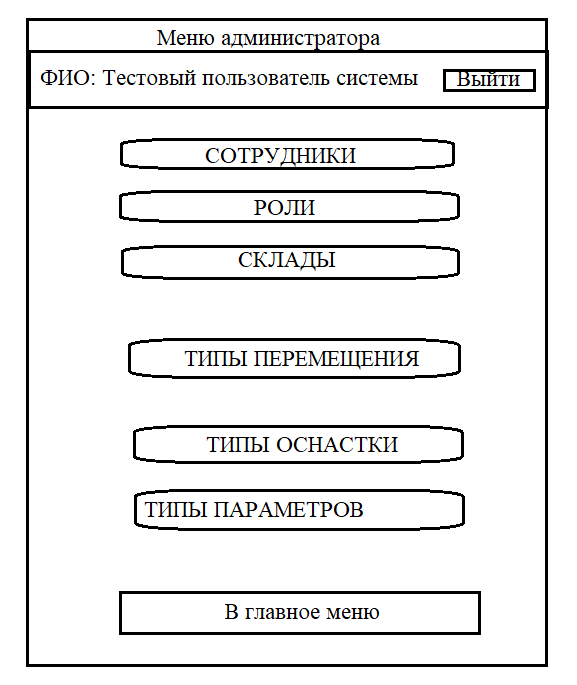 Меню администратора
ФИО: Тестовый пользователь системы Выйти
СОТРУДНИКИ
РОЛИ
СКЛАДЫ
ТИПЫ ПЕРЕМЕЩЕНИЯ
ТИПЫ ОСНАСТКИ
ТИПЫ ПАРАМЕТРОВ
В главное меню